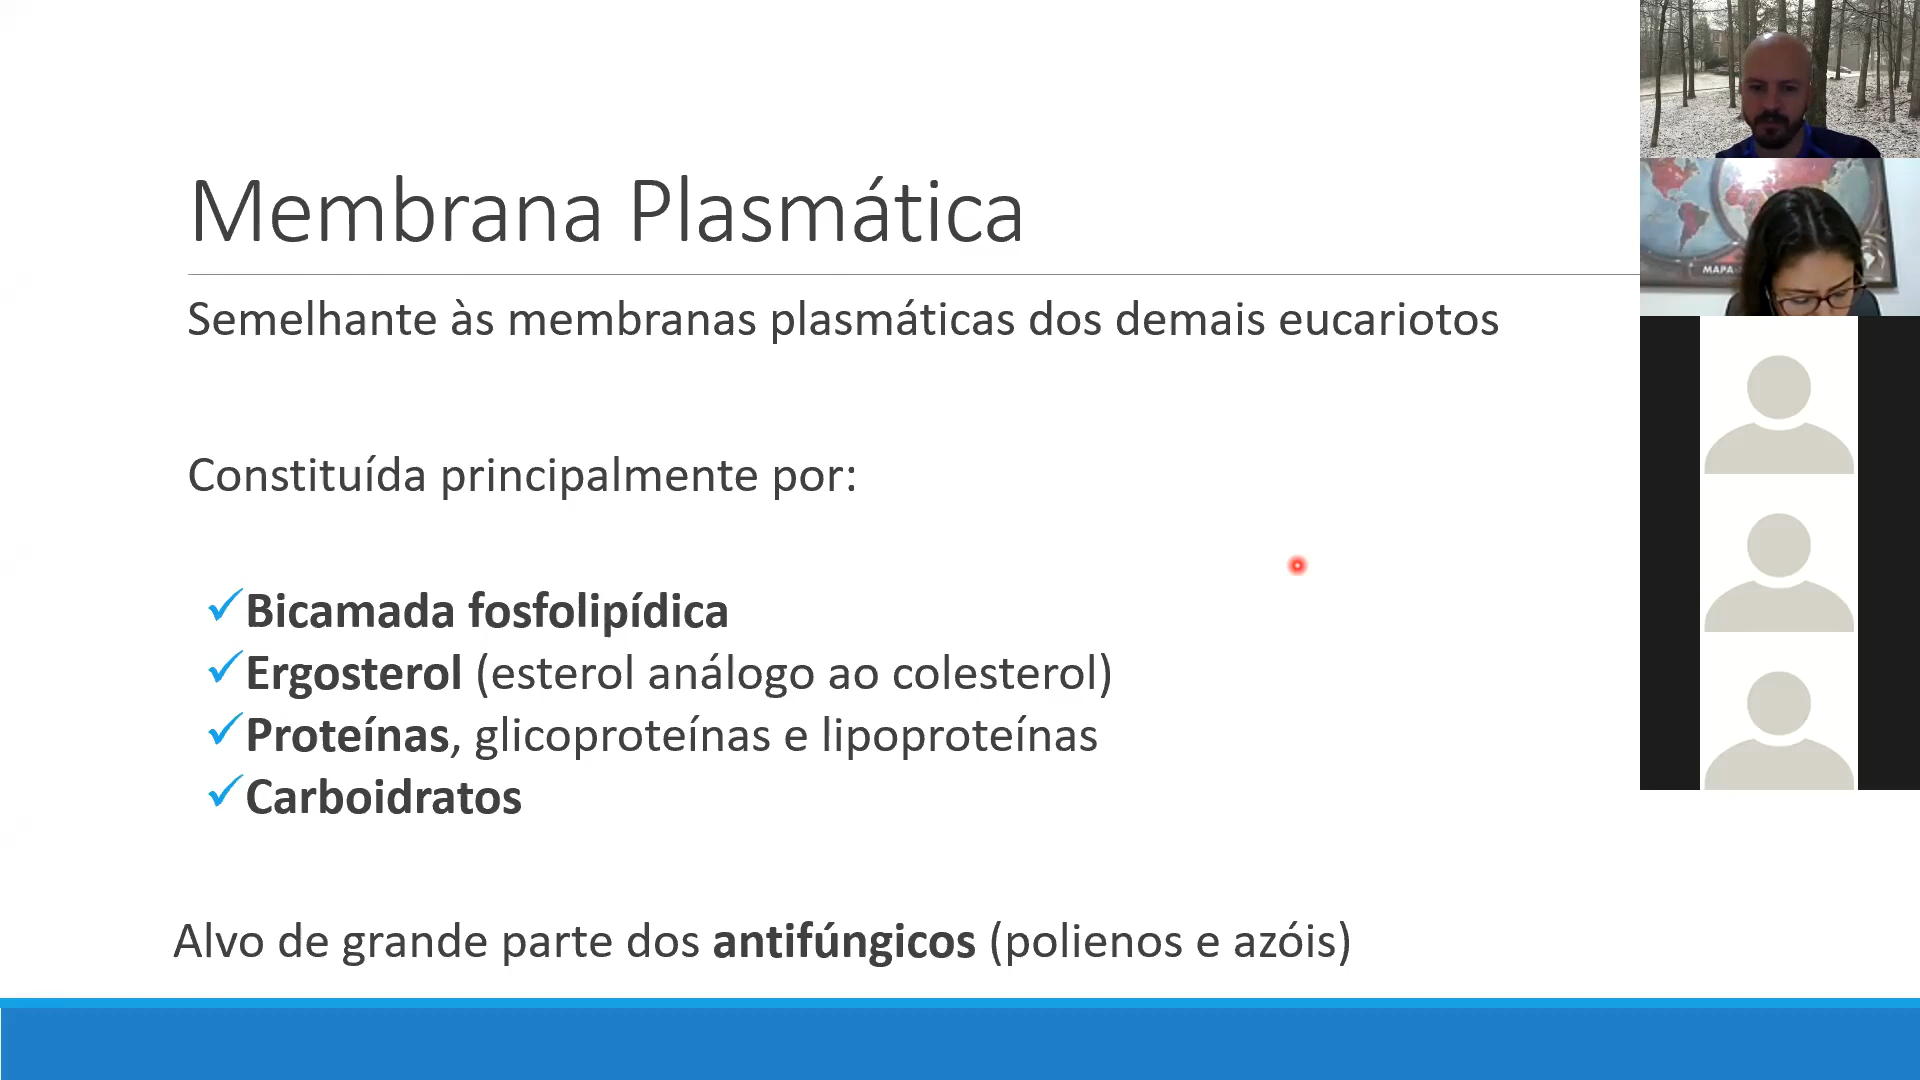 Membrana Plasmática
Semelhante às membranas plasmáticas dos demais eucariotos
Constituída principalmente por:
✓Bicamada fosfolipídica
✓Ergosterol (esterol análogo ao colesterol)
✓Proteínas, glicoproteínas e lipoproteínas
✓Carboidratos
Alvo de grande parte dos antifúngicos (polienos e azóis)
MAPA